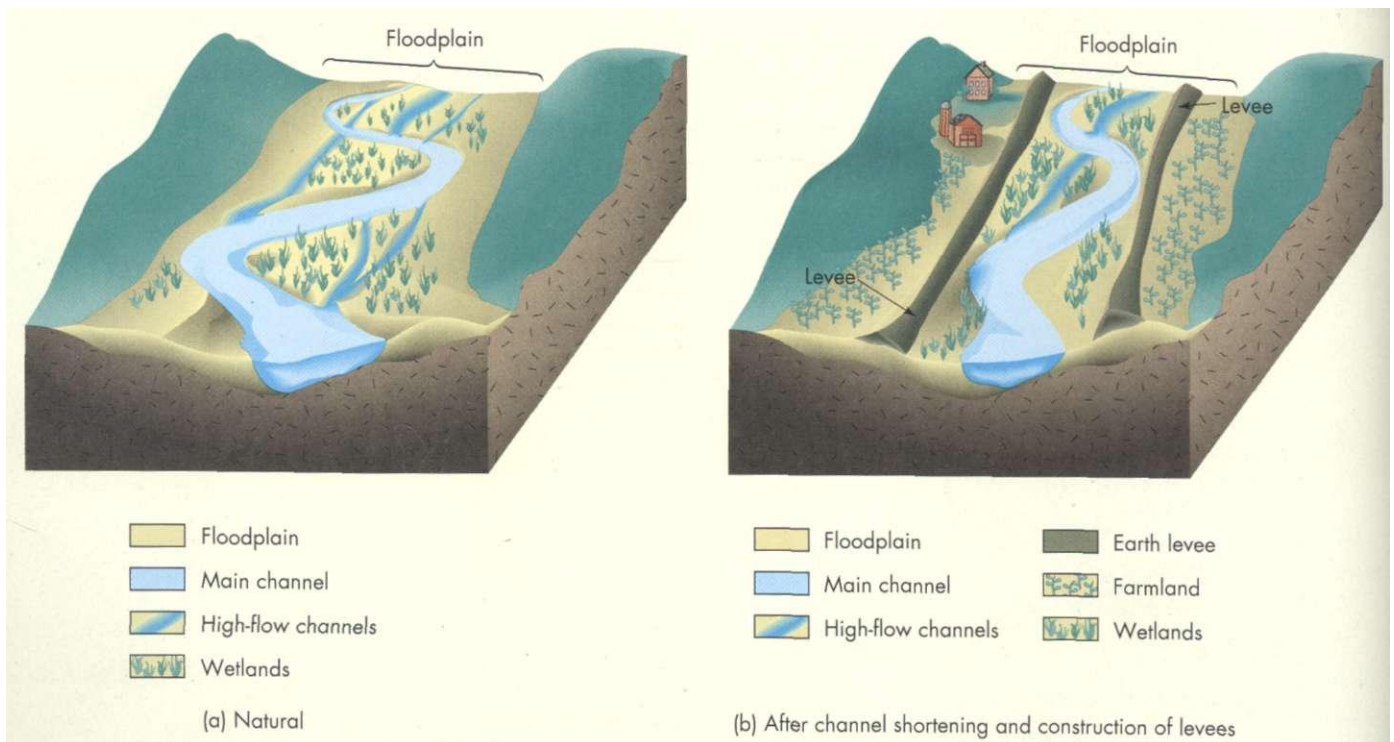 Floodplain
Floodplain
Main channel
High-flow channels
Wetlands
(a) Natural
Floodplain
Levee
Levee
Floodplain
Main channel
High-flow channels
Earth levee
Farmland
Wetlands
(b) After channel shortening and construction of levees